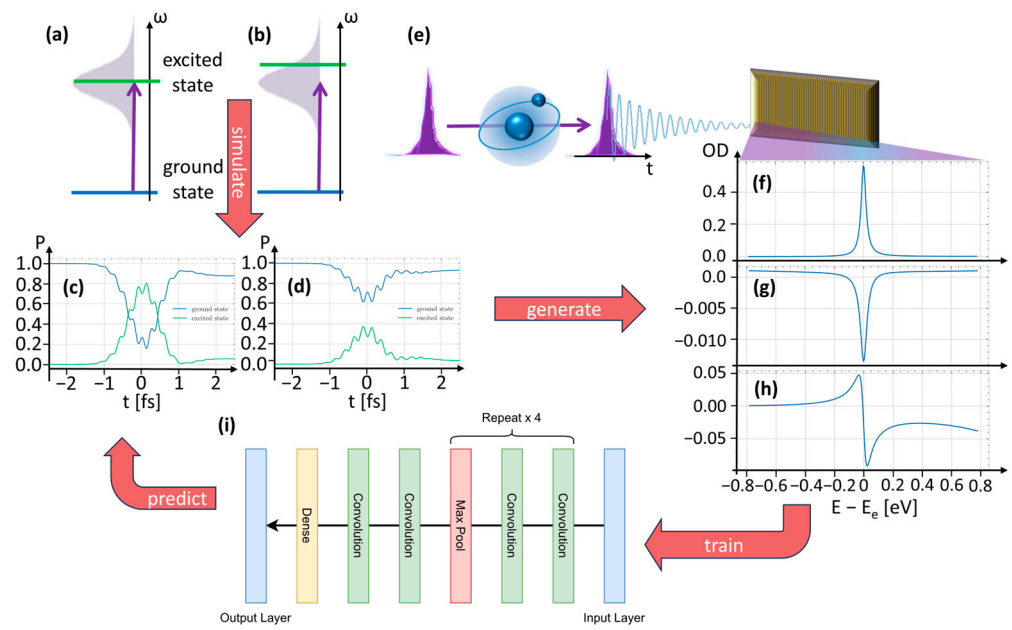 (a)
ω
excited
state
ground
state
(b)
ω
simulate
(e)
t
OD
(f)
0.4
0.2
0.0
(g)
0.0
−0.005
−0.010
(h)
0.05
0.00
−0.05
−0.8 −0.6 −0.4 −0.2 0 0.2 0.4 0.6 0.8
E − Ee [eV]
P
1.0
0.8
0.6
0.4
0.2
0.0
(c)
ground state
excited state
−2 −1 0 1 2
t [fs]
P
1.0
0.8
0.6
0.4
0.2
0.0
(d)
ground state
excited state
−2 −1 0 1 2
t [fs]
generate
train
predict
(i)
Repeat x 4
Dense
Convolution
Convolution
Max Pool
Convolution
Convolution
Output Layer
Input Layer